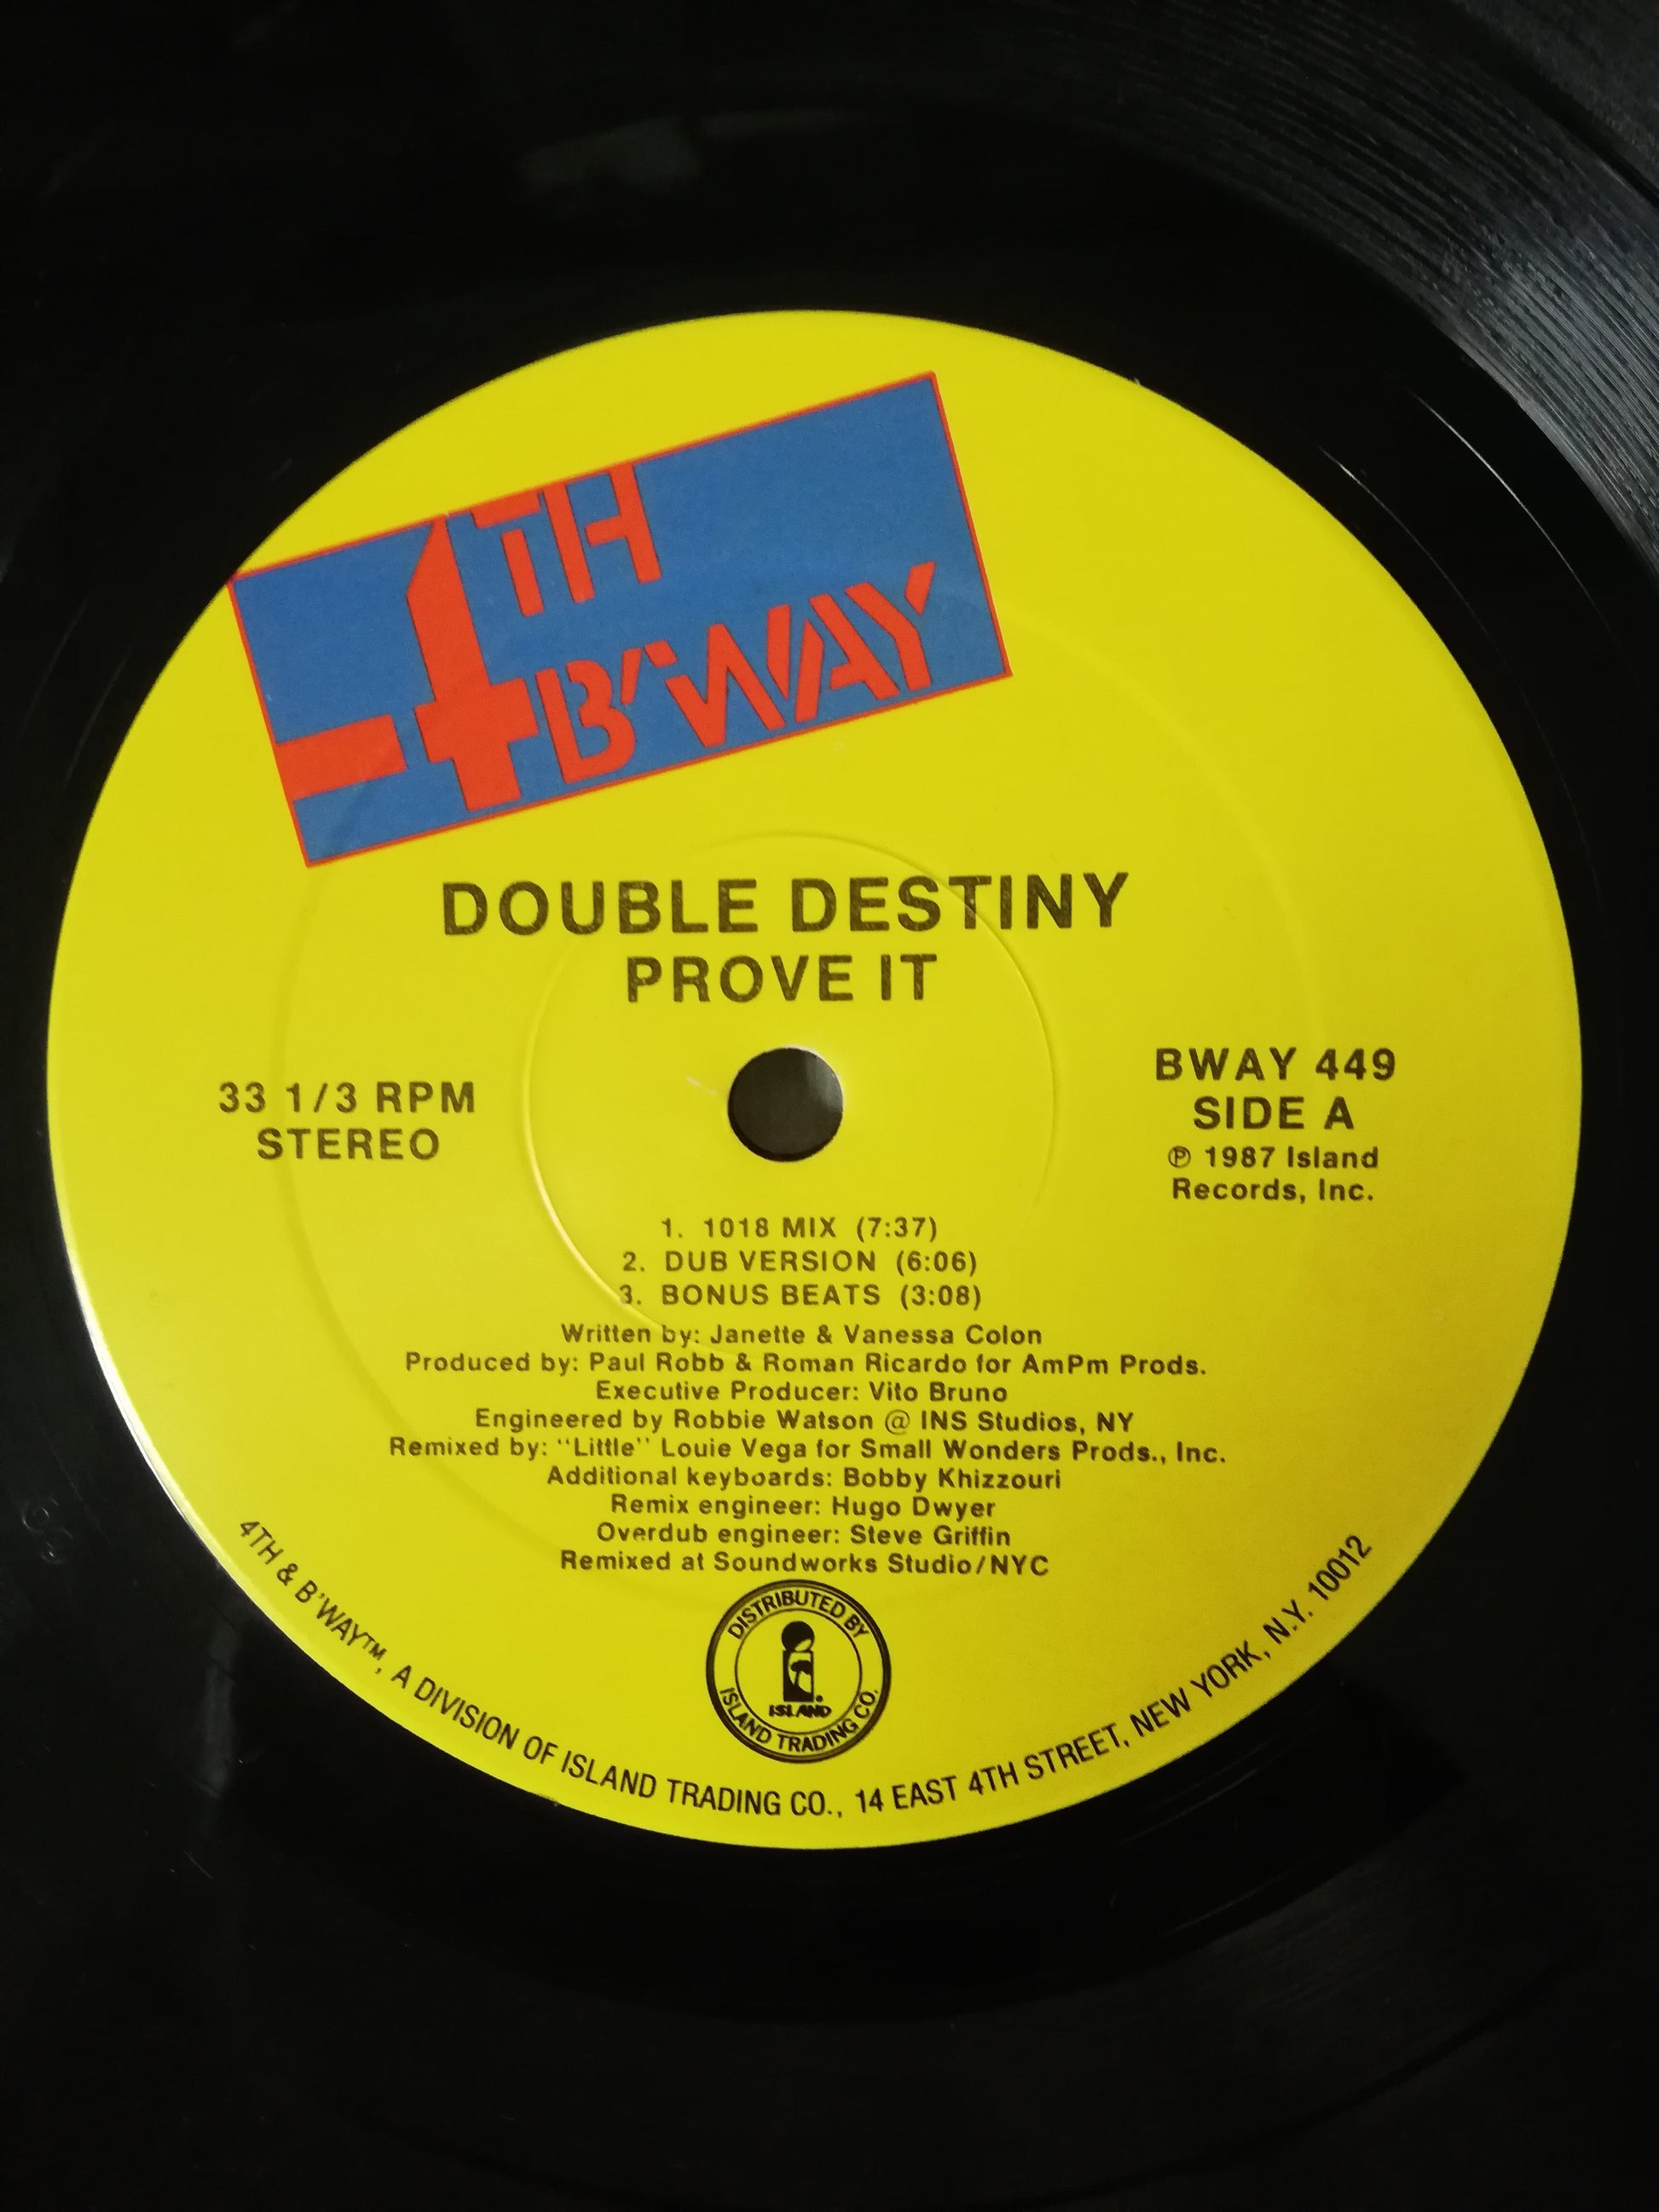 4TH
B'WAY
DOUBLE DESTINY
PROVE IT
33 1/3 RPM
STEREO
BWAY 449
SIDE A
℗ 1987 Island
Records, Inc.
1. 1018 MIX (7:37)
2. DUB VERSION (6:06)
3. BONUS BEATS (3:08)
Written by: Janette & Vanessa Colon
Produced by: Paul Robb & Roman Ricardo for AmPm Prods.
Executive Producer: Vito Bruno
Engineered by Robbie Watson @ INS Studios, NY
Remixed by: "Little" Louie Vega for Small Wonders Prods., Inc.
Additional keyboards: Bobby Khizzouri
Remix engineer: Hugo Dwyer
Overdub engineer: Steve Griffin
Remixed at Soundworks Studio/NYC
DISTRIBUTED BY
ISLAND
ISLAND TRADING CO.
4TH & B'WAY™, A DIVISION OF ISLAND TRADING CO., 14 EAST 4TH STREET, NEW YORK, N.Y. 10012